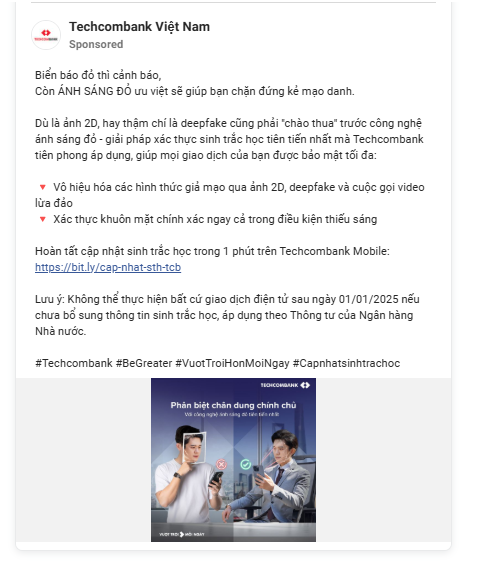 Techcombank Việt Nam
Sponsored
TECHCOMBANK
Biển báo đỏ thì cảnh báo,
Còn ÁNH SÁNG ĐỎ ưu việt sẽ giúp bạn chặn đứng kẻ mạo danh.
Dù là ảnh 2D, hay thậm chí là deepfake cũng phải "chào thua" trước công nghệ
ánh sáng đỏ - giải pháp xác thực sinh trắc học tiên tiến nhất mà Techcombank
tiên phong áp dụng, giúp mọi giao dịch của bạn được bảo mật tối đa:
🔻 Vô hiệu hóa các hình thức giả mạo qua ảnh 2D, deepfake và cuộc gọi video
lừa đảo
🔻 Xác thực khuôn mặt chính xác ngay cả trong điều kiện thiếu sáng
Hoàn tất cập nhật sinh trắc học trong 1 phút trên Techcombank Mobile:
https://bit.ly/cap-nhat-sth-tcb
Lưu ý: Không thể thực hiện bất cứ giao dịch điện tử sau ngày 01/01/2025 nếu
chưa bổ sung thông tin sinh trắc học, áp dụng theo Thông tư của Ngân hàng
Nhà nước.
#Techcombank #BeGreater #VuotTroiHonMoiNgay #Capnhatsinhtrachoc
TECHCOMBANK
Phân biệt chân dung chính chủ
Với công nghệ ánh sáng đỏ tiên tiến nhất
VƯỢT TRỘI MỖI NGÀY